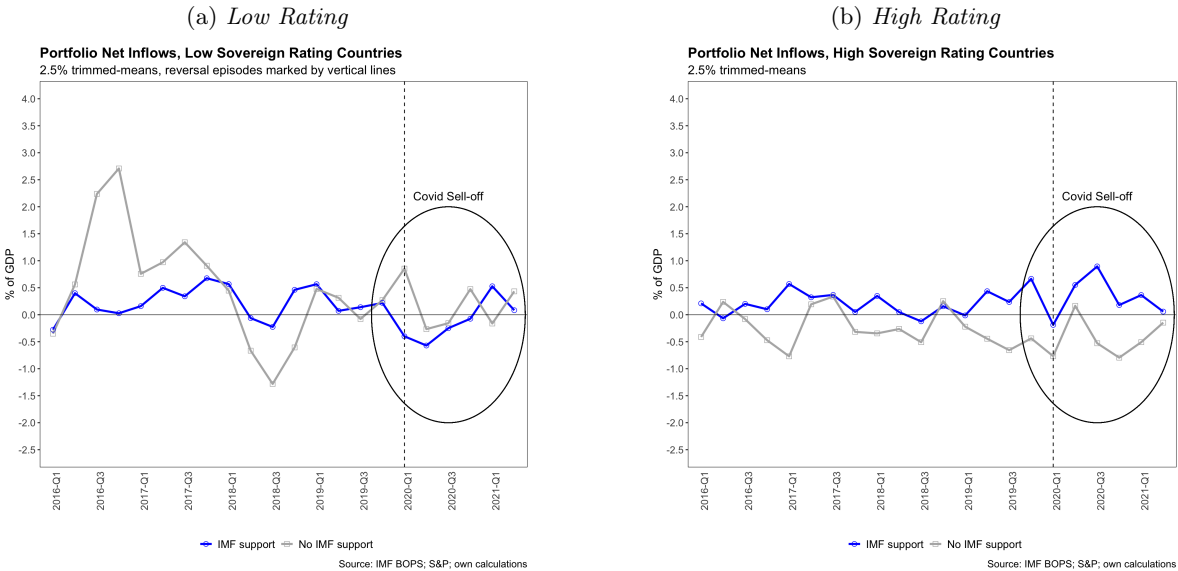 (a) Low Rating
Portfolio Net Inflows, Low Sovereign Rating Countries
2.5% trimmed-means, reversal episodes marked by vertical lines
% of GDP
4.0
3.5
3.0
2.5
2.0
1.5
1.0
0.5
0.0
-0.5
-1.0
-1.5
-2.0
-2.5
Covid Sell-off
2016-Q1
2016-Q3
2017-Q1
2017-Q3
2018-Q1
2018-Q3
2019-Q1
2019-Q3
2020-Q1
2020-Q3
2021-Q1
IMF support
No IMF support
Source: IMF BOPS; S&P; own calculations
(b) High Rating
Portfolio Net Inflows, High Sovereign Rating Countries
2.5% trimmed-means
% of GDP
4.0
3.5
3.0
2.5
2.0
1.5
1.0
0.5
0.0
-0.5
-1.0
-1.5
-2.0
-2.5
Covid Sell-off
2016-Q1
2016-Q3
2017-Q1
2017-Q3
2018-Q1
2018-Q3
2019-Q1
2019-Q3
2020-Q1
2020-Q3
2021-Q1
IMF support
No IMF support
Source: IMF BOPS; S&P; own calculations